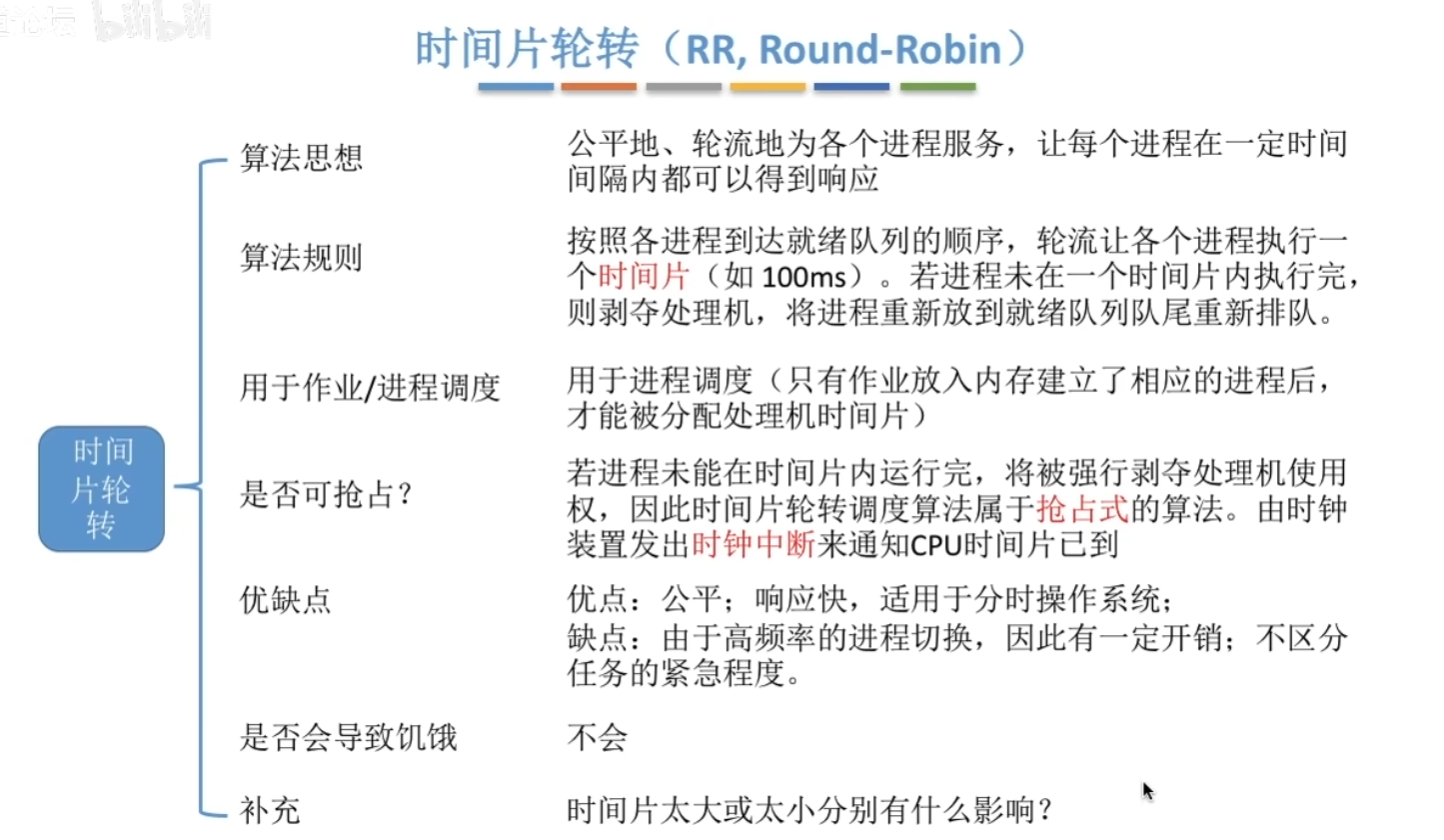 道论坛 bilibili
时间片轮转（RR, Round-Robin）
算法思想
公平地、轮流地为各个进程服务，让每个进程在一定时间
间隔内都可以得到响应
算法规则
按照各进程到达就绪队列的顺序，轮流让各个进程执行一
个时间片（如 100ms）。若进程未在一个时间片内执行完，
则剥夺处理机，将进程重新放到就绪队列队尾重新排队。
用于作业/进程调度
用于进程调度（只有作业放入内存建立了相应的进程后，
才能被分配处理机时间片）
时间
片轮
转
是否可抢占？
若进程未能在时间片内运行完，将被强行剥夺处理机使用
权，因此时间片轮转调度算法属于抢占式的算法。由时钟
装置发出时钟中断来通知CPU时间片已到
优缺点
优点：公平；响应快，适用于分时操作系统；
缺点：由于高频率的进程切换，因此有一定开销；不区分
任务的紧急程度。
是否会导致饥饿
不会
补充
时间片太大或太小分别有什么影响？